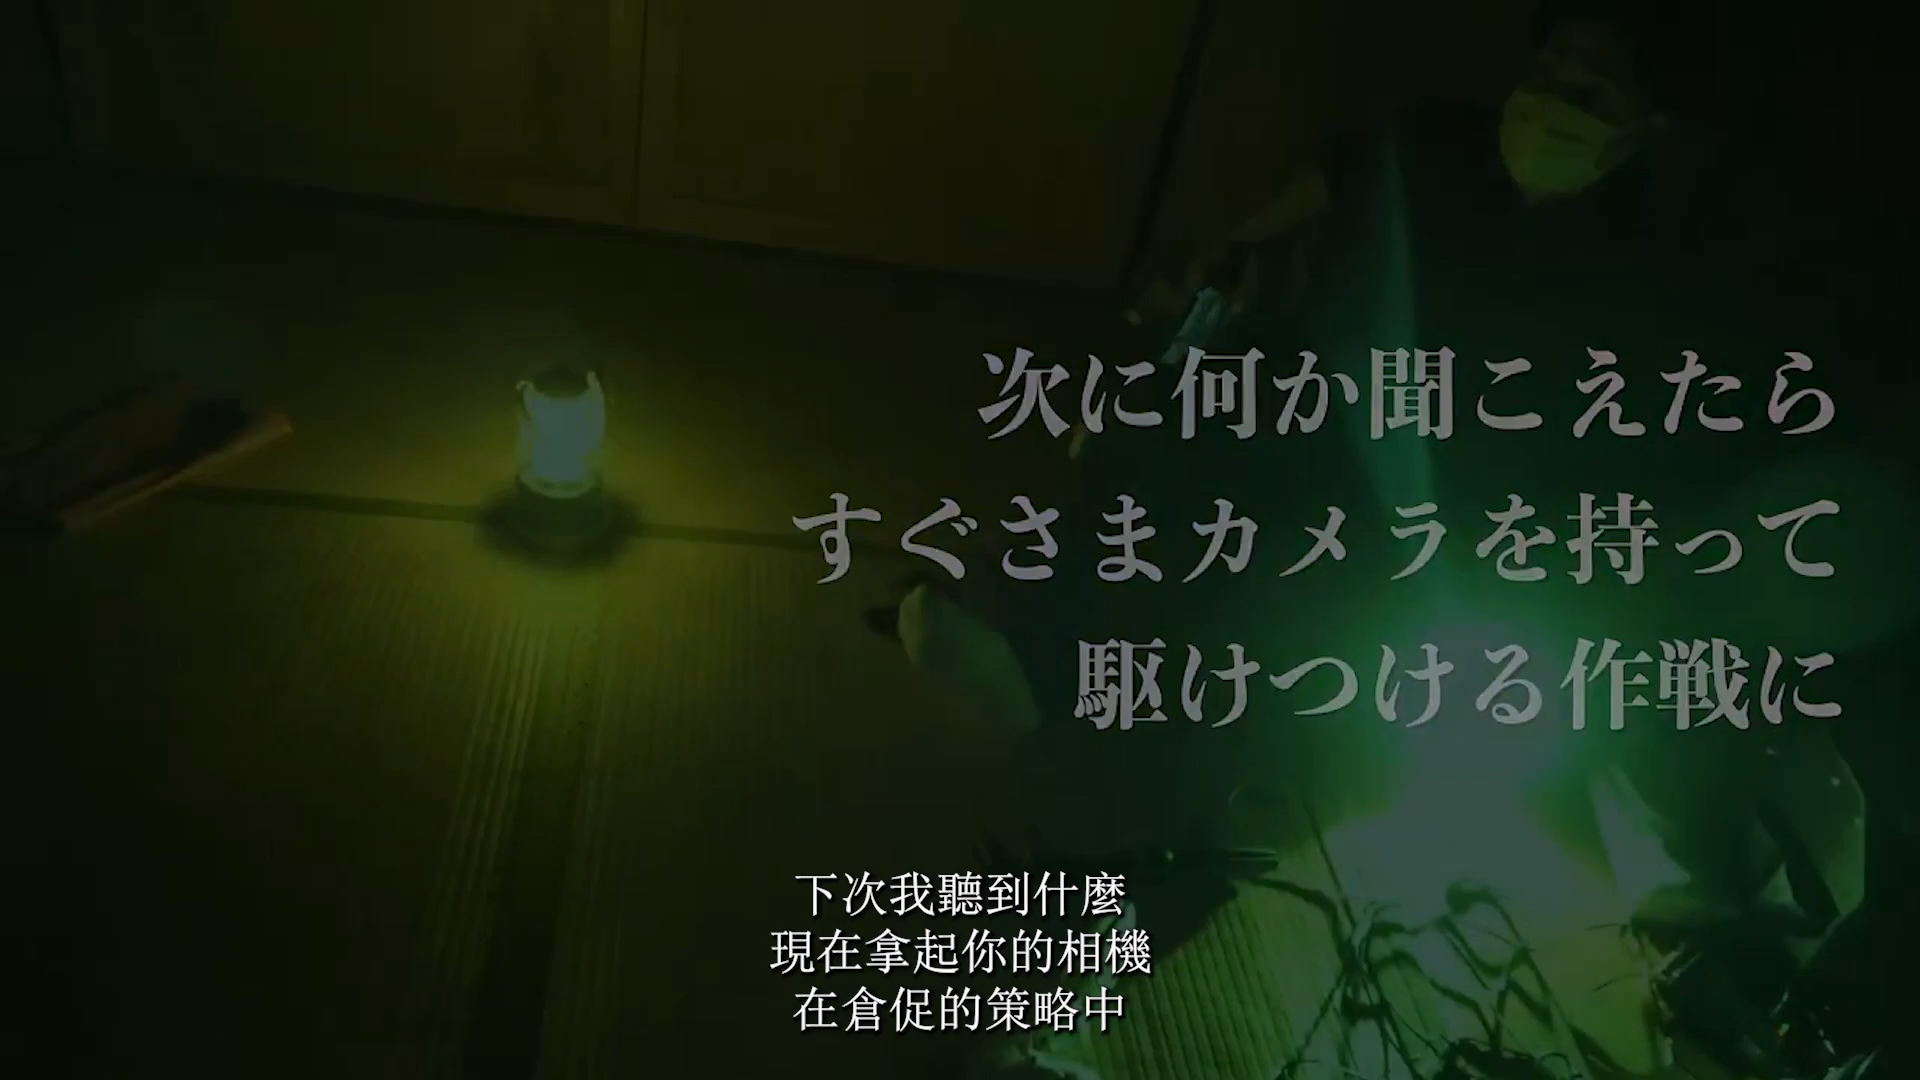 次に何か聞こえたら
すぐさまカメラを持って
駆けつける作戦に
下次我聽到什麼
現在拿起你的相機
在倉促的策略中